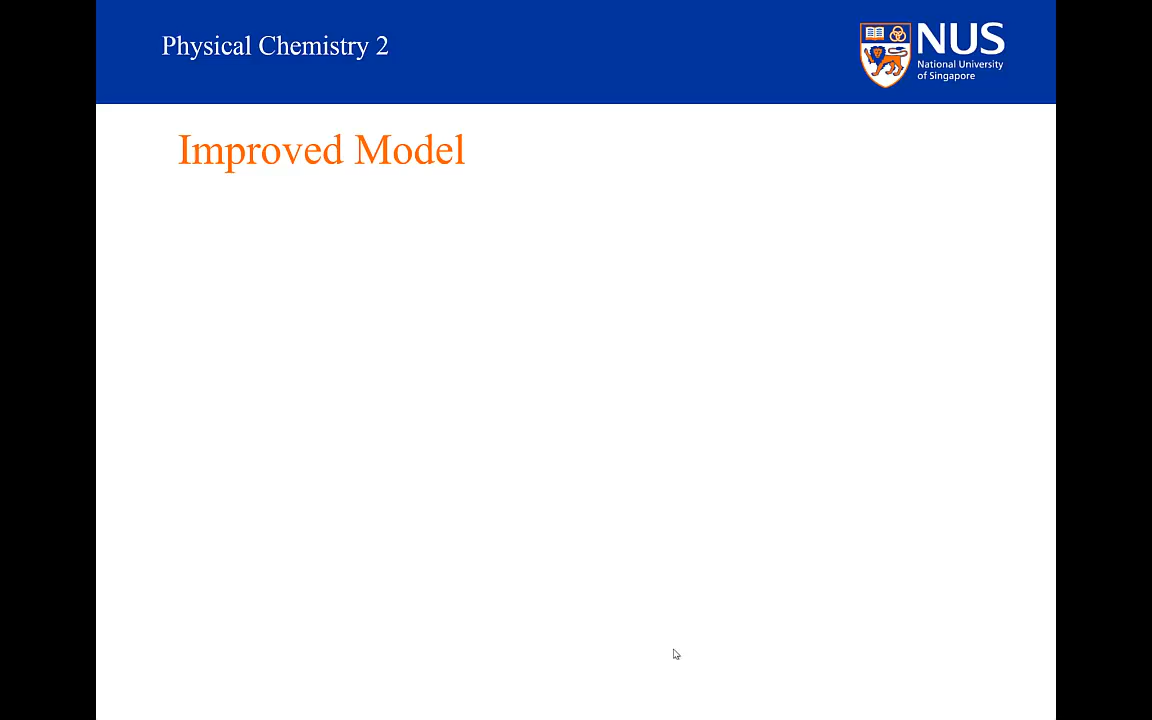 Physical Chemistry 2
NUS
National University
of Singapore
Improved Model